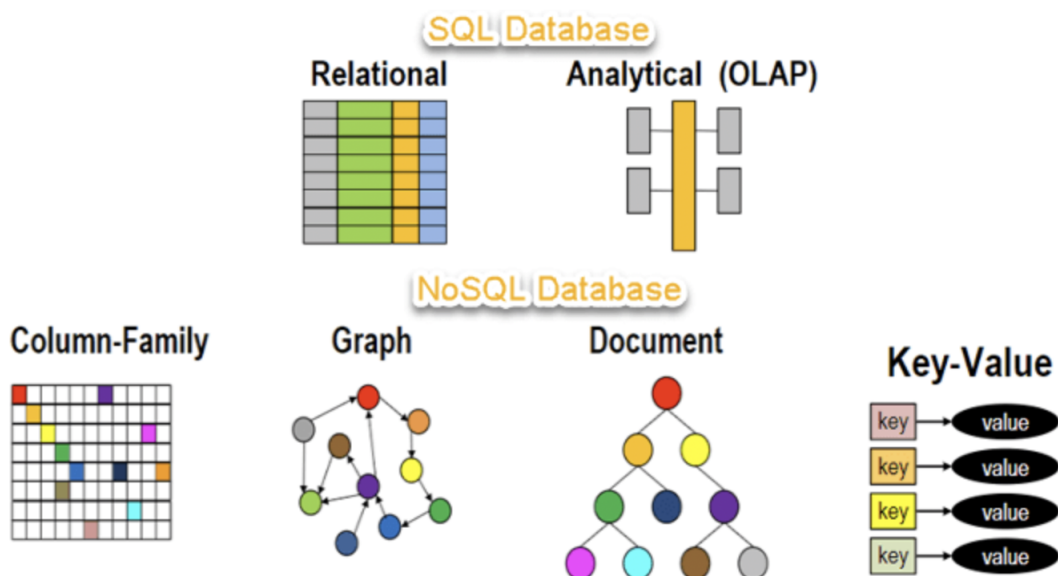 SQL Database
Relational
Analytical (OLAP)
NoSQL Database
Column-Family
Graph
Document
Key-Value
key value
key value
key value
key value